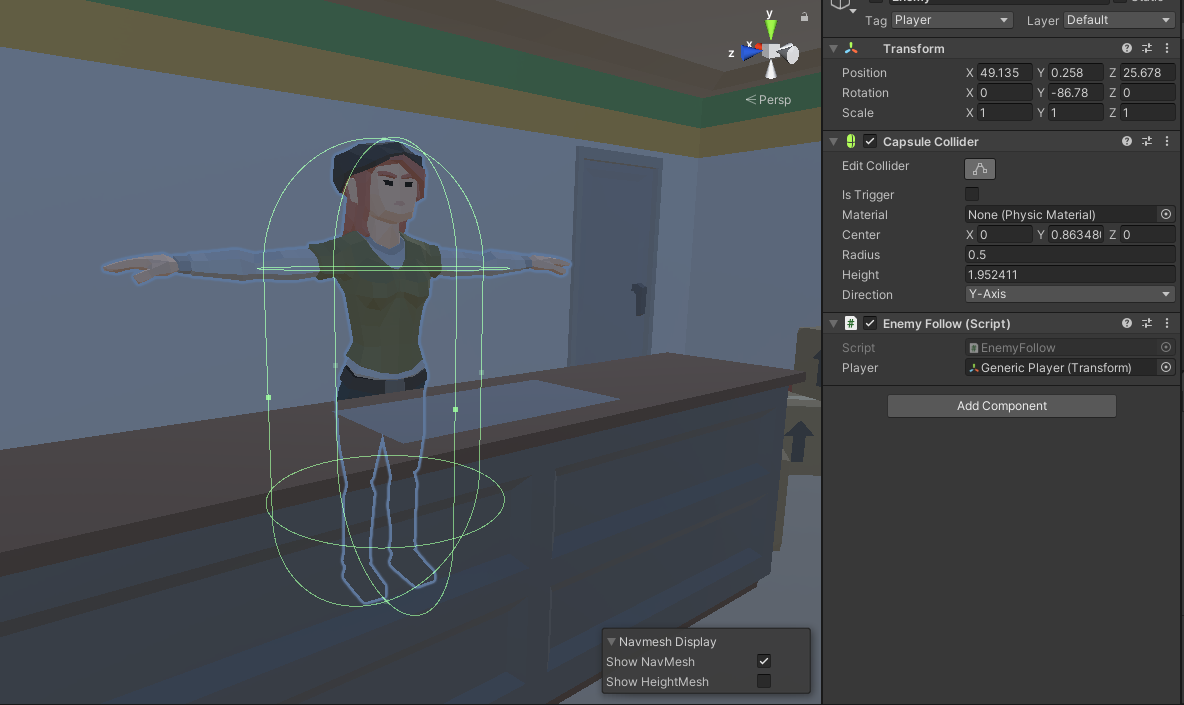 y
x
z
Persp
Enemy
Static
Tag Player Layer Default
Transform
Position X 49.135 Y 0.258 Z 25.678
Rotation X 0 Y -86.78 Z 0
Scale X 1 Y 1 Z 1
Capsule Collider
Edit Collider
Is Trigger
Material None (Physic Material)
Center X 0 Y 0.86348 Z 0
Radius 0.5
Height 1.952411
Direction Y-Axis
# Enemy Follow (Script)
Script # EnemyFollow
Player Generic Player (Transform)
Add Component
Navmesh Display
Show NavMesh
Show HeightMesh